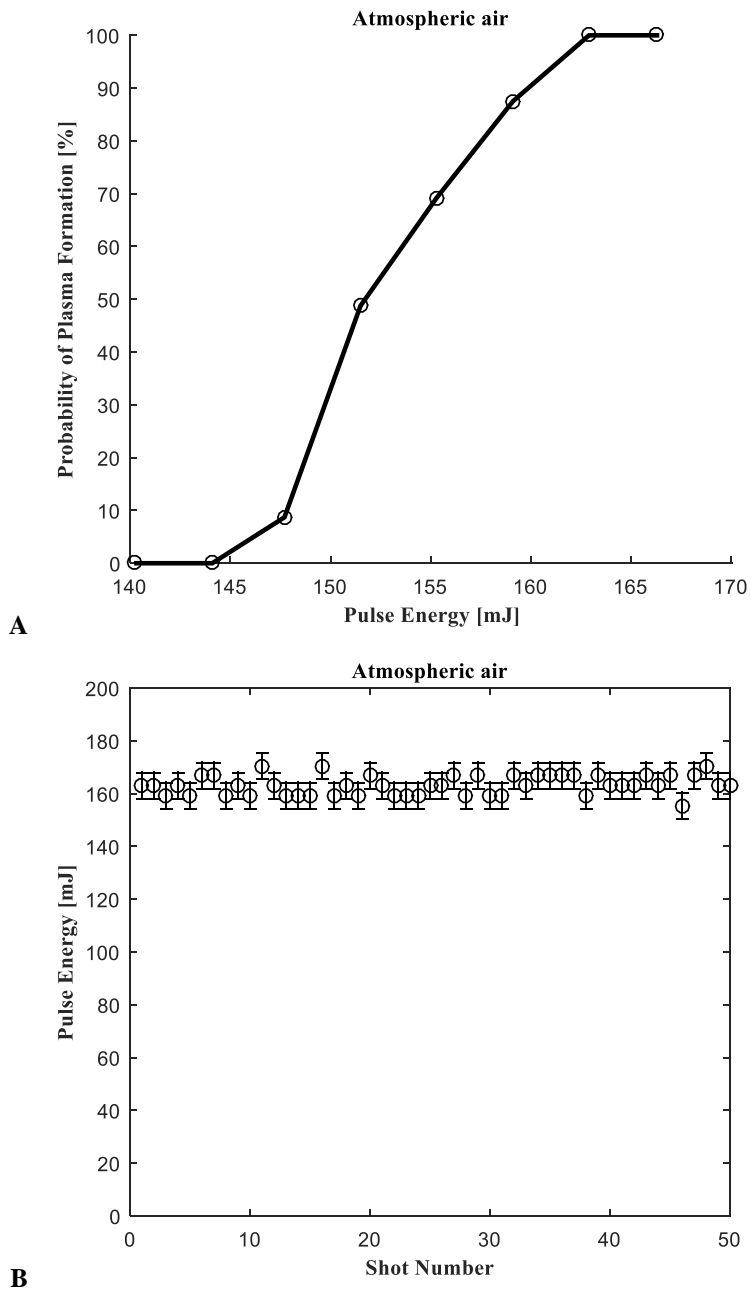 Atmospheric air
100
90
80
70
60
50
40
30
20
10
0
Probability of Plasma Formation [%]
140 145 150 155 160 165 170
Pulse Energy [mJ]
A
Atmospheric air
200
180
160
140
120
100
80
60
40
20
0
Pulse Energy [mJ]
0 10 20 30 40 50
Shot Number
B